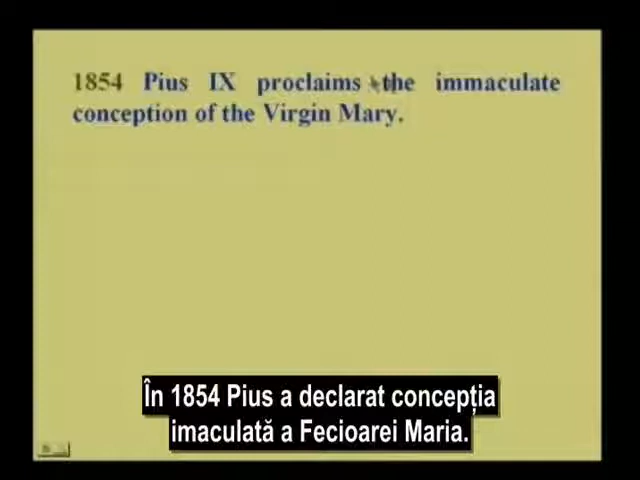 1854 Pius IX proclaims the immaculate
conception of the Virgin Mary.
În 1854 Pius a declarat concepția
imaculată a Fecioarei Maria.